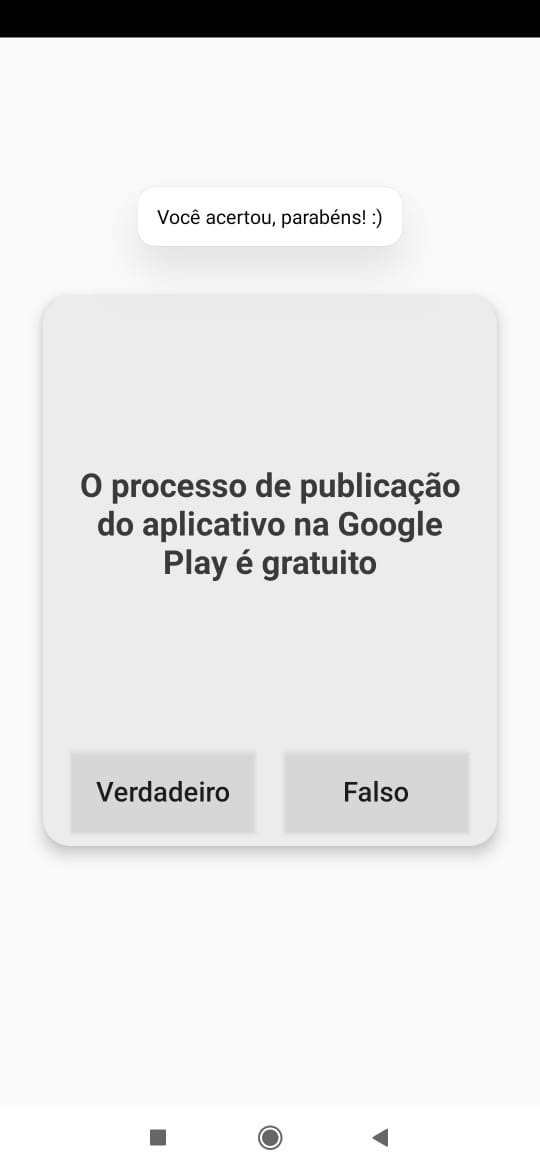 Você acertou, parabéns! :)
O processo de publicação
do aplicativo na Google
Play é gratuito
Verdadeiro
Falso